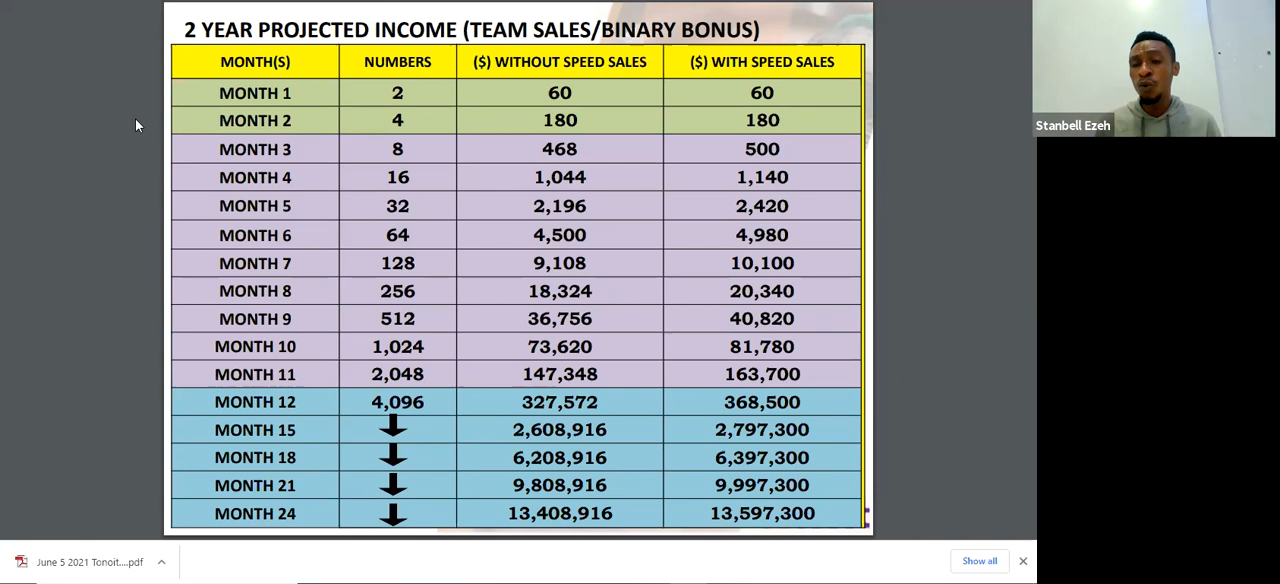 2 YEAR PROJECTED INCOME (TEAM SALES/BINARY BONUS)
MONTH(S) NUMBERS ($) WITHOUT SPEED SALES ($) WITH SPEED SALES
MONTH 1 2 60 60
MONTH 2 4 180 180
MONTH 3 8 468 500
MONTH 4 16 1,044 1,140
MONTH 5 32 2,196 2,420
MONTH 6 64 4,500 4,980
MONTH 7 128 9,108 10,100
MONTH 8 256 18,324 20,340
MONTH 9 512 36,756 40,820
MONTH 10 1,024 73,620 81,780
MONTH 11 2,048 147,348 163,700
MONTH 12 4,096 327,572 368,500
MONTH 15 2,608,916 2,797,300
MONTH 18 6,208,916 6,397,300
MONTH 21 9,808,916 9,997,300
MONTH 24 13,408,916 13,597,300
Stanbell Ezeh
June 5 2021 Tonoit....pdf
Show all